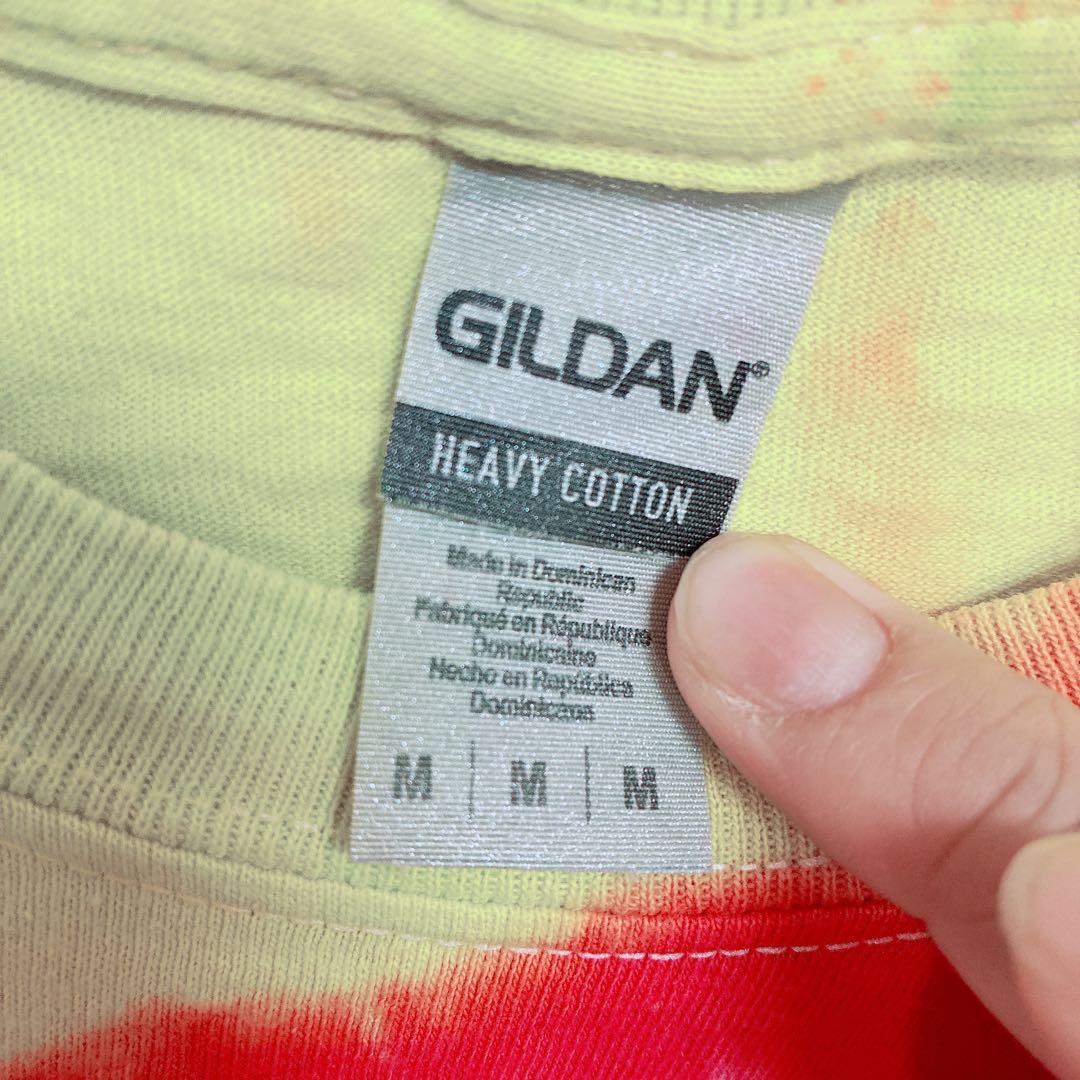 GILDAN®
HEAVY COTTON
Made in Dominican
Republic
Fabriqué en République
Dominicaine
Hecho en República
Dominicana
M | M | M